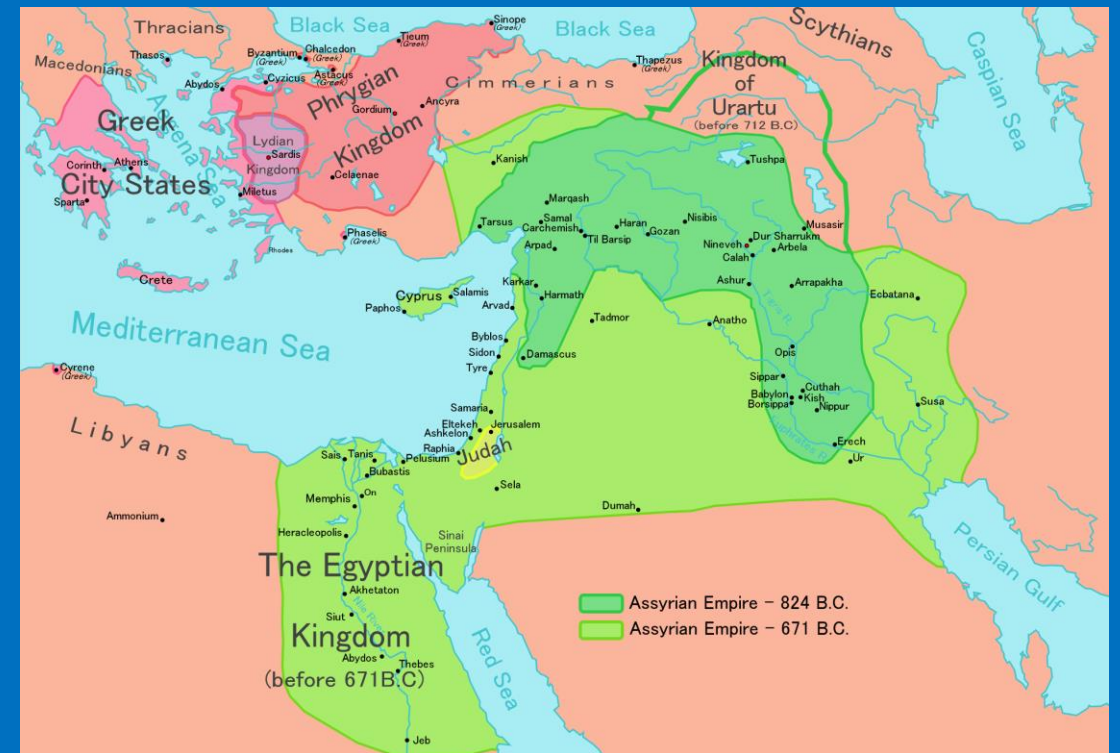 Black Sea
Black Sea
Caspian Sea
Scythians
Thracians
Macedonians
Thasos
Byzantium
(Greek)
Chalcedon
(Greek)
Astacus
(Greek)
Cyzicus
Abydos
Tieum
(Greek)
Sinope
(Greek)
Thapezus
(Greek)
Cimmerians
Kingdom
of
Urartu
(before 712 B.C)
Phrygian
Kingdom
Gordium
Ancyra
Celaenae
Greek
City States
Corinth
Athens
Sparta
Lydian
Kingdom
Sardis
Miletus
Phaselis
(Greek)
Rhodes
Crete
Kanish
Tushpa
Marqash
Tarsus
Samal
Carchemish
Til Barsip
Arpad
Haran
Gozan
Nisibis
Musasir
Dur Sharrukm
Nineveh
Arbela
Calah
Ashur
Arrapakha
Ecbatana
Karkar
Harmath
Cyprus
Salamis
Paphos
Arvad
Tadmor
Anatho
Byblos
Sidon
Tyre
Damascus
Opis
Sippar
Cuthah
Babylon
Kish
Borsippa
Nippur
Susa
Erech
Ur
Euphrates R.
Mediterranean Sea
Cyrene
(Greek)
Libyans
Ammonium
Samaria
Eltekeh
Jerusalem
Ashkelon
Raphia
Judah
Sela
Dumah
Pelusium
Sais
Tanis
Bubastis
On
Memphis
Heracleopolis
Sinai
Peninsula
The Egyptian
Kingdom
(before 671B.C)
Akhetaton
Nile River
Siut
Abydos
Thebes
Jeb
Red Sea
Persian Gulf
Assyrian Empire - 824 B.C.
Assyrian Empire - 671 B.C.